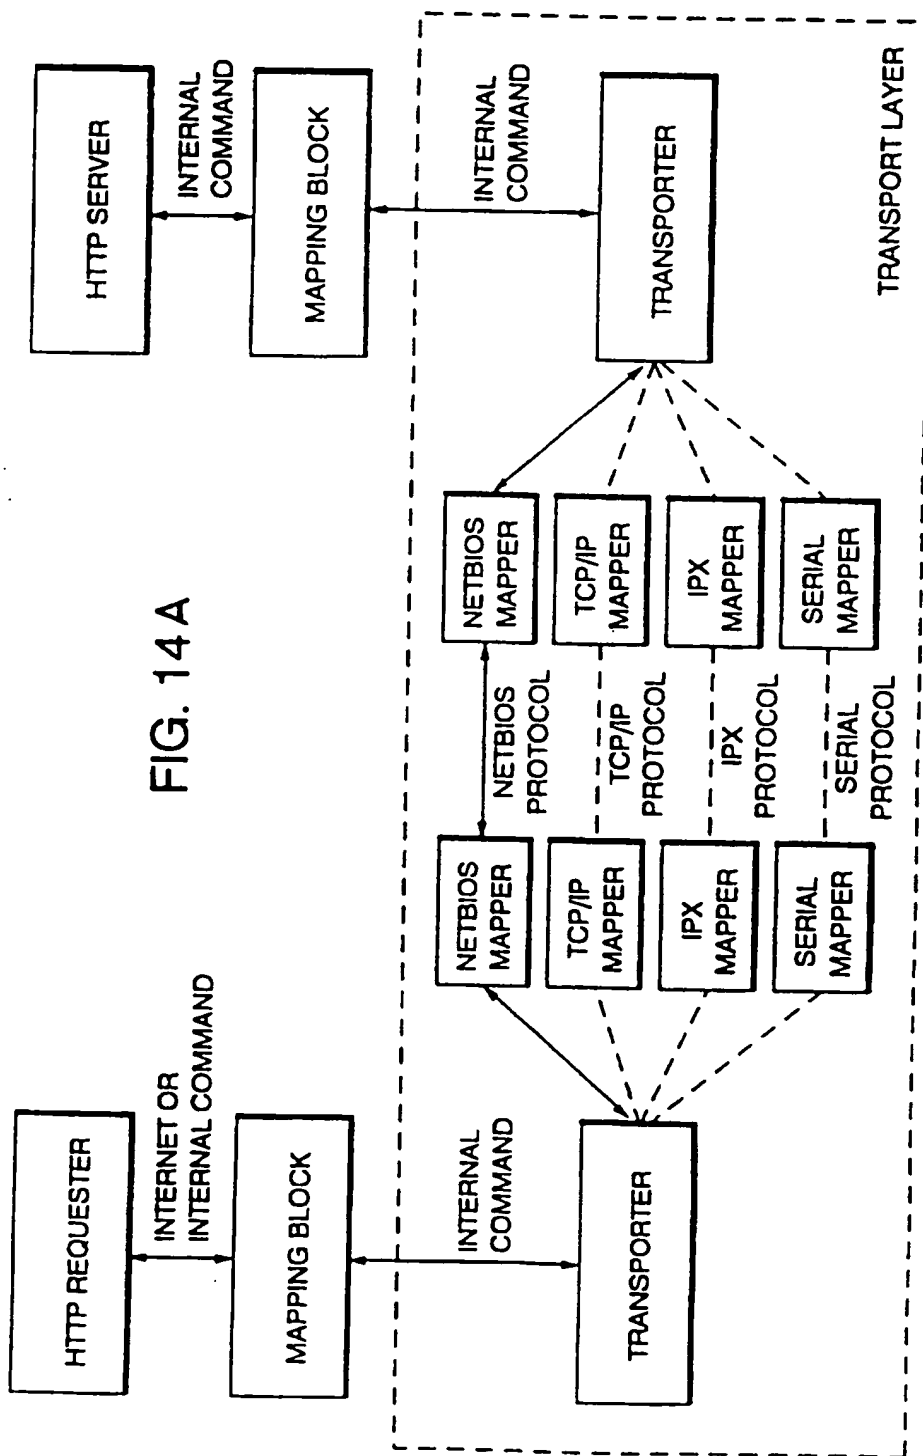 FIG. 14A
HTTP REQUESTER
INTERNET OR
INTERNAL COMMAND
MAPPING BLOCK
INTERNAL
COMMAND
TRANSPORTER
NETBIOS
MAPPER
TCP/IP
MAPPER
IPX
MAPPER
SERIAL
MAPPER
NETBIOS
PROTOCOL
TCP/IP
PROTOCOL
IPX
PROTOCOL
SERIAL
PROTOCOL
NETBIOS
MAPPER
TCP/IP
MAPPER
IPX
MAPPER
SERIAL
MAPPER
HTTP SERVER
INTERNAL
COMMAND
MAPPING BLOCK
INTERNAL
COMMAND
TRANSPORTER
TRANSPORT LAYER